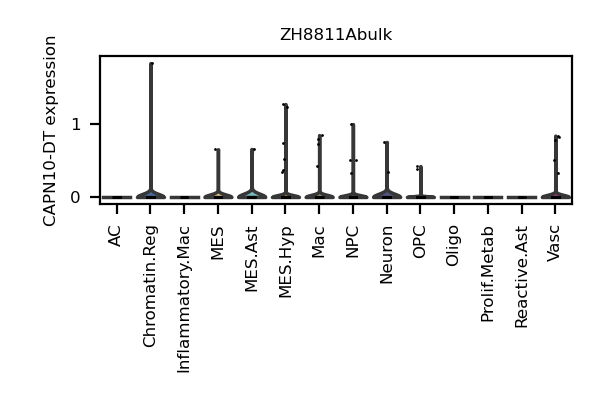 ZH8811Abulk
CAPN10-DT expression
1
0
AC
Chromatin.Reg
Inflammatory.Mac
MES
MES.Ast
MES.Hyp
Mac
NPC
Neuron
OPC
Oligo
Prolif.Metab
Reactive.Ast
Vasc